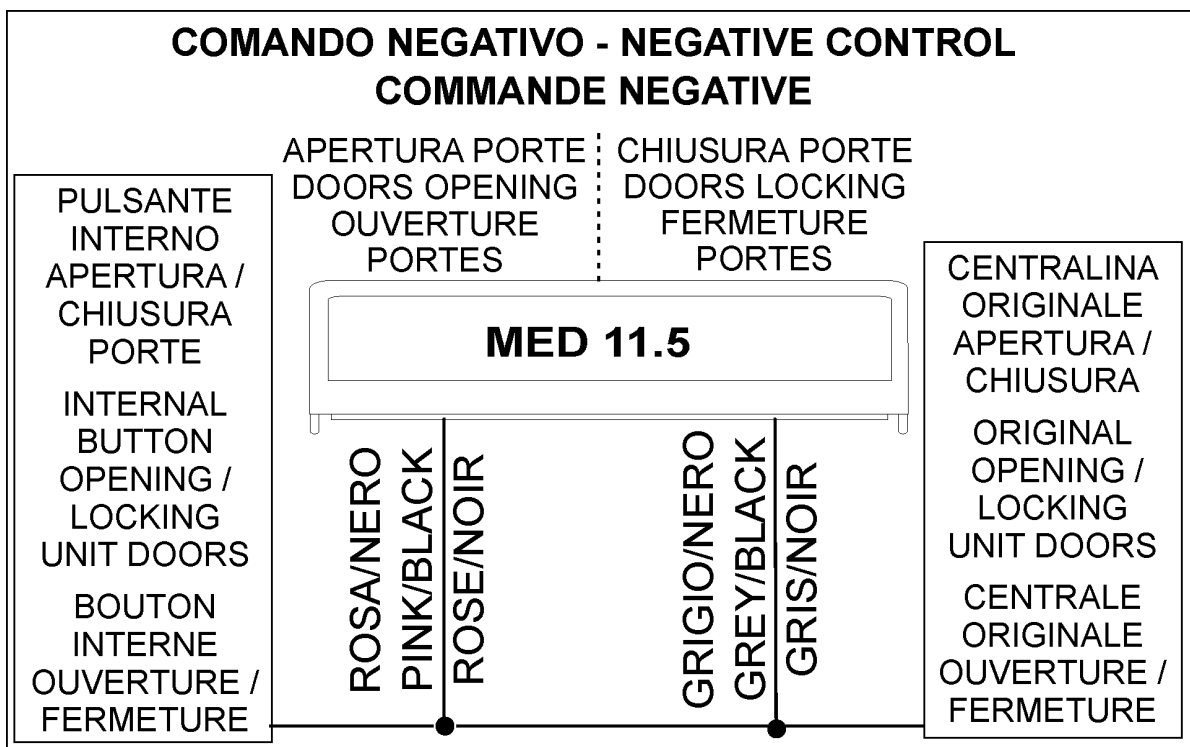 COMANDO NEGATIVO - NEGATIVE CONTROL
COMMANDE NEGATIVE
APERTURA PORTE
DOORS OPENING
OUVERTURE
PORTES
CHIUSURA PORTE
DOORS LOCKING
FERMETURE
PORTES
PULSANTE
INTERNO
APERTURA /
CHIUSURA
PORTE
INTERNAL
BUTTON
OPENING /
LOCKING
UNIT DOORS
BOUTON
INTERNE
OUVERTURE /
FERMETURE
MED 11.5
ROSA/NERO
PINK/BLACK
ROSE/NOIR
GRIGIO/NERO
GREY/BLACK
GRIS/NOIR
CENTRALINA
ORIGINALE
APERTURA /
CHIUSURA
ORIGINAL
OPENING /
LOCKING
UNIT DOORS
CENTRALE
ORIGINALE
OUVERTURE /
FERMETURE